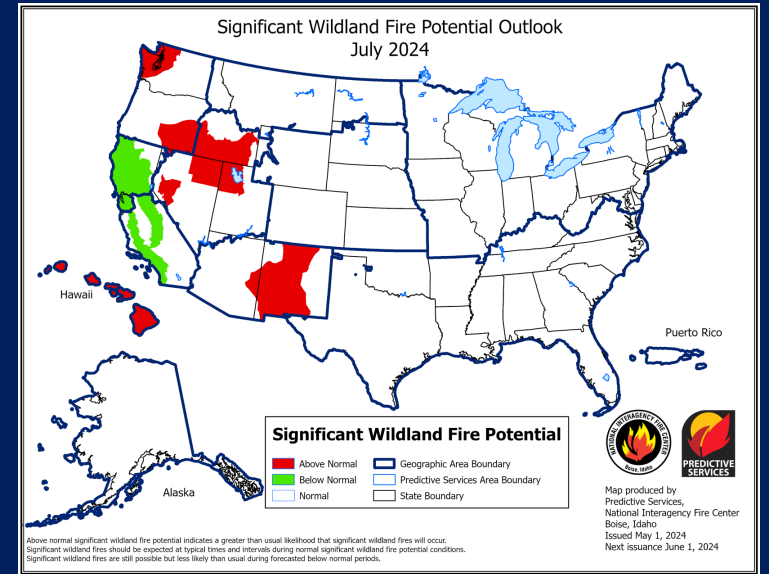 Significant Wildland Fire Potential Outlook
July 2024
Hawaii
Puerto Rico
Alaska
Significant Wildland Fire Potential
Above Normal
Below Normal
Normal
Geographic Area Boundary
Predictive Services Area Boundary
State Boundary
NATIONAL INTERAGENCY FIRE CENTER
Boise, Idaho
PREDICTIVE
SERVICES
Map produced by
Predictive Services,
National Interagency Fire Center
Boise, Idaho
Issued May 1, 2024
Next issuance June 1, 2024
Above normal significant wildland fire potential indicates a greater than usual likelihood that significant wildland fires will occur.
Significant wildland fires should be expected at typical times and intervals during normal significant wildland fire potential conditions.
Significant wildland fires are still possible but less likely than usual during forecasted below normal periods.